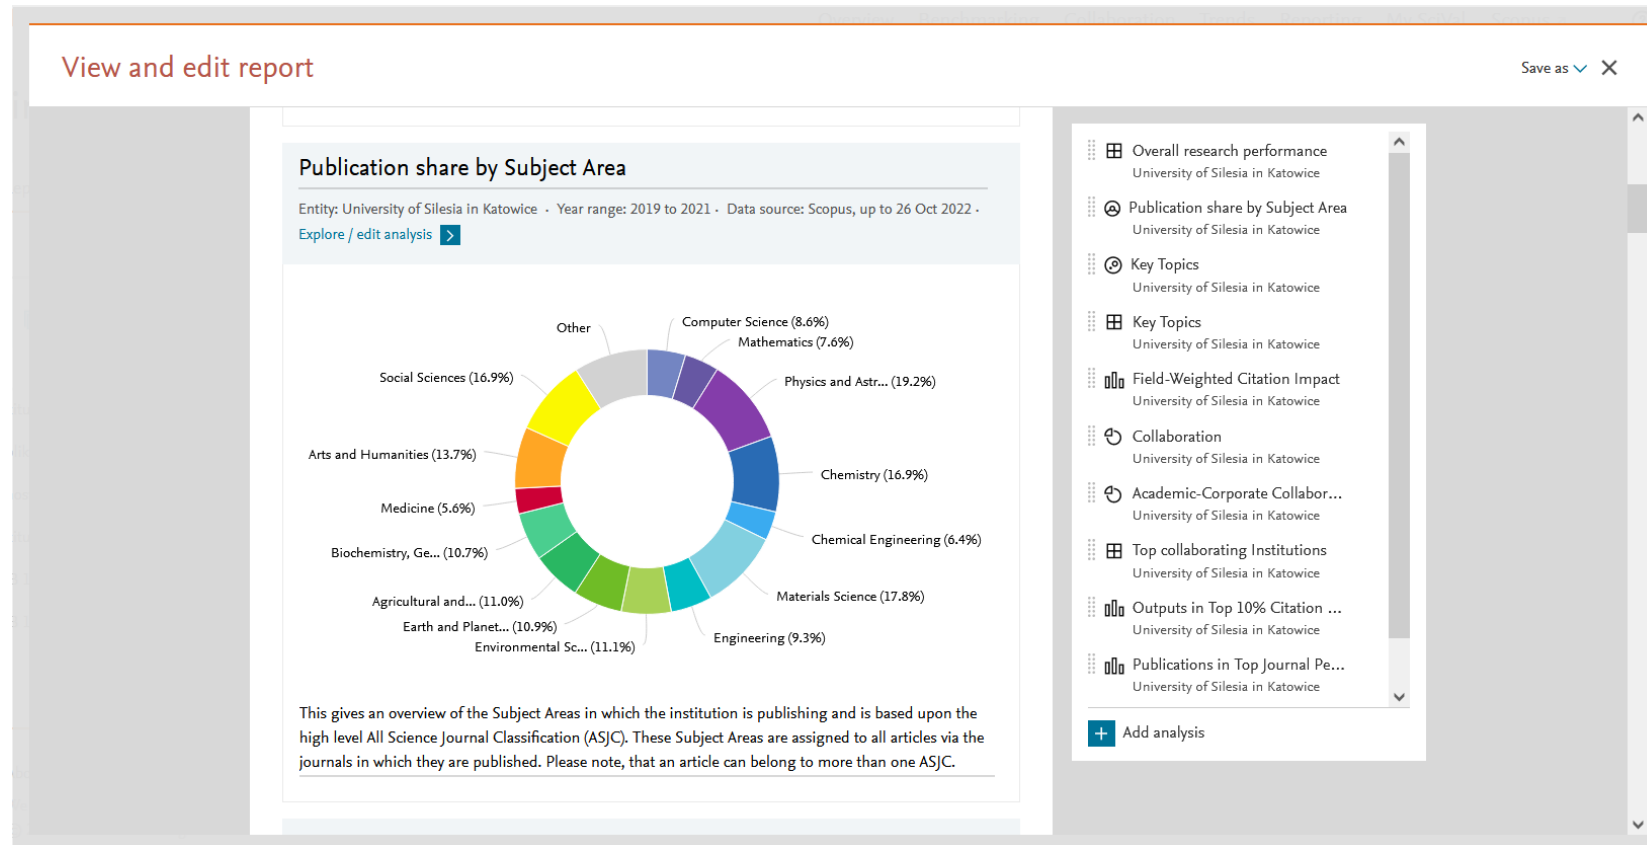 View and edit report
Save as
Publication share by Subject Area
Entity: University of Silesia in Katowice · Year range: 2019 to 2021 · Data source: Scopus, up to 26 Oct 2022 ·
Explore / edit analysis
Other
Computer Science (8.6%)
Mathematics (7.6%)
Social Sciences (16.9%)
Physics and Astr... (19.2%)
Arts and Humanities (13.7%)
Chemistry (16.9%)
Medicine (5.6%)
Chemical Engineering (6.4%)
Biochemistry, Ge... (10.7%)
Agricultural and... (11.0%)
Materials Science (17.8%)
Earth and Planet... (10.9%)
Engineering (9.3%)
Environmental Sc... (11.1%)
This gives an overview of the Subject Areas in which the institution is publishing and is based upon the
high level All Science Journal Classification (ASJC). These Subject Areas are assigned to all articles via the
journals in which they are published. Please note, that an article can belong to more than one ASJC.
Overall research performance
University of Silesia in Katowice
Publication share by Subject Area
University of Silesia in Katowice
Key Topics
University of Silesia in Katowice
Key Topics
University of Silesia in Katowice
Field-Weighted Citation Impact
University of Silesia in Katowice
Collaboration
University of Silesia in Katowice
Academic-Corporate Collabor...
University of Silesia in Katowice
Top collaborating Institutions
University of Silesia in Katowice
Outputs in Top 10% Citation ...
University of Silesia in Katowice
Publications in Top Journal Pe...
University of Silesia in Katowice
Add analysis